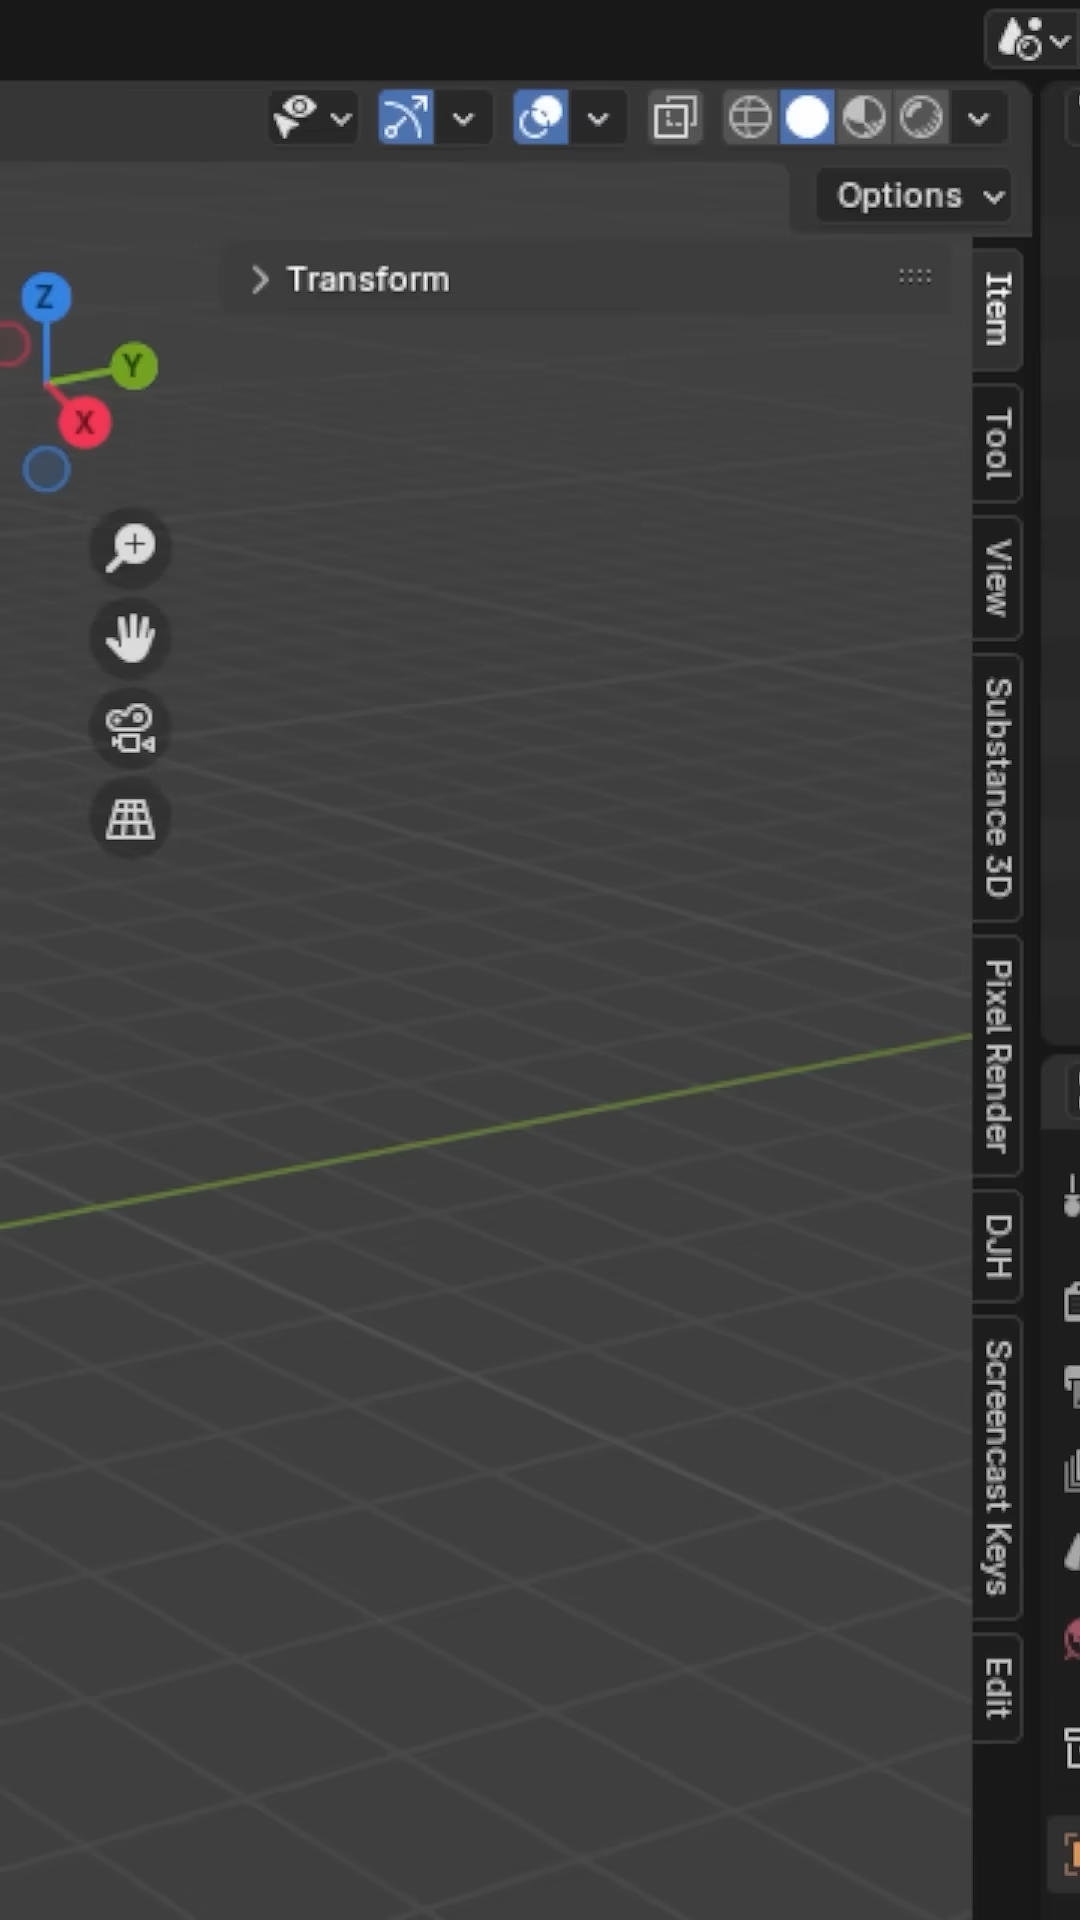 Options
Transform
Z
Y
X
Item
Tool
View
Substance 3D
Pixel Render
DJH
Screencast Keys
Edit